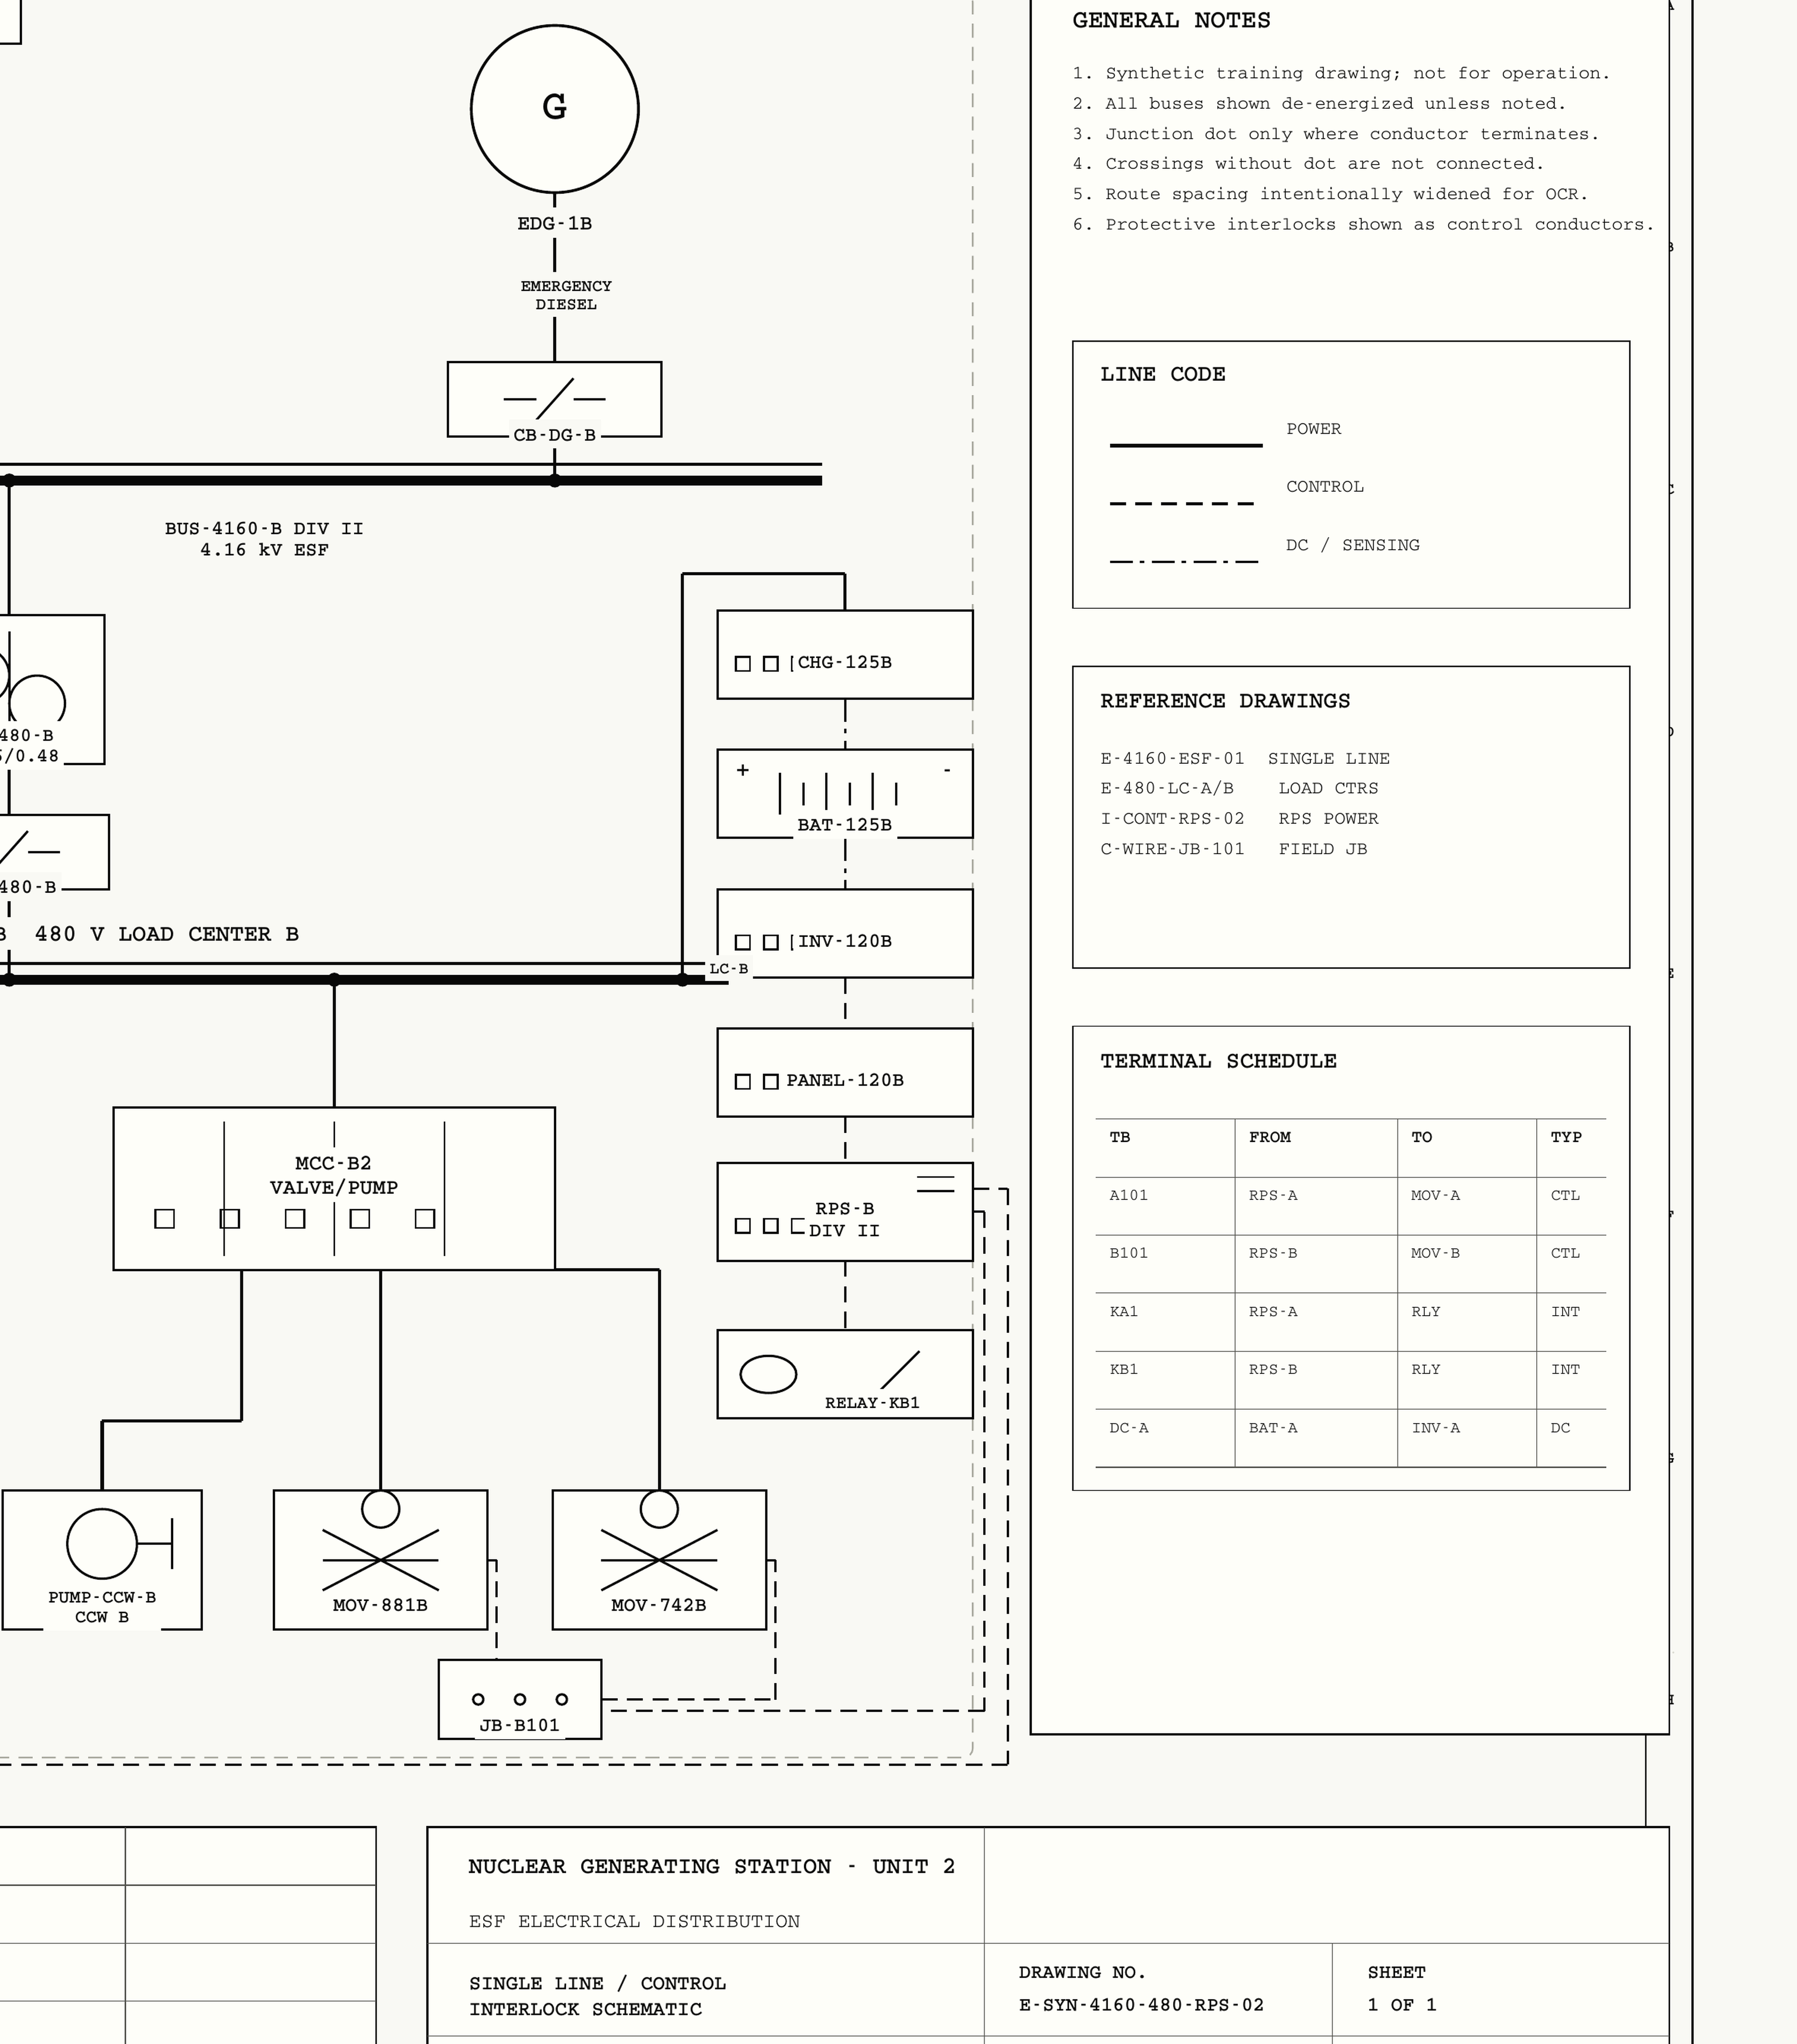 G
EDG-1B
EMERGENCY
DIESEL
CB-DG-B
BUS-4160-B DIV II
4.16 kV ESF
480-B
/0.48
480-B
480 V LOAD CENTER B
LC-B
CHG-125B
+ -
BAT-125B
INV-120B
PANEL-120B
RPS-B
DIV II
RELAY-KB1
MCC-B2
VALVE/PUMP
PUMP-CCW-B
CCW B
MOV-881B
MOV-742B
JB-B101
GENERAL NOTES
1. Synthetic training drawing; not for operation.
2. All buses shown de-energized unless noted.
3. Junction dot only where conductor terminates.
4. Crossings without dot are not connected.
5. Route spacing intentionally widened for OCR.
6. Protective interlocks shown as control conductors.
LINE CODE
POWER
CONTROL
DC / SENSING
REFERENCE DRAWINGS
E-4160-ESF-01 SINGLE LINE
E-480-LC-A/B LOAD CTRS
I-CONT-RPS-02 RPS POWER
C-WIRE-JB-101 FIELD JB
TERMINAL SCHEDULE
TB FROM TO TYP
A101 RPS-A MOV-A CTL
B101 RPS-B MOV-B CTL
KA1 RPS-A RLY INT
KB1 RPS-B RLY INT
DC-A BAT-A INV-A DC
NUCLEAR GENERATING STATION - UNIT 2
ESF ELECTRICAL DISTRIBUTION
SINGLE LINE / CONTROL
INTERLOCK SCHEMATIC
DRAWING NO.
E-SYN-4160-480-RPS-02
SHEET
1 OF 1